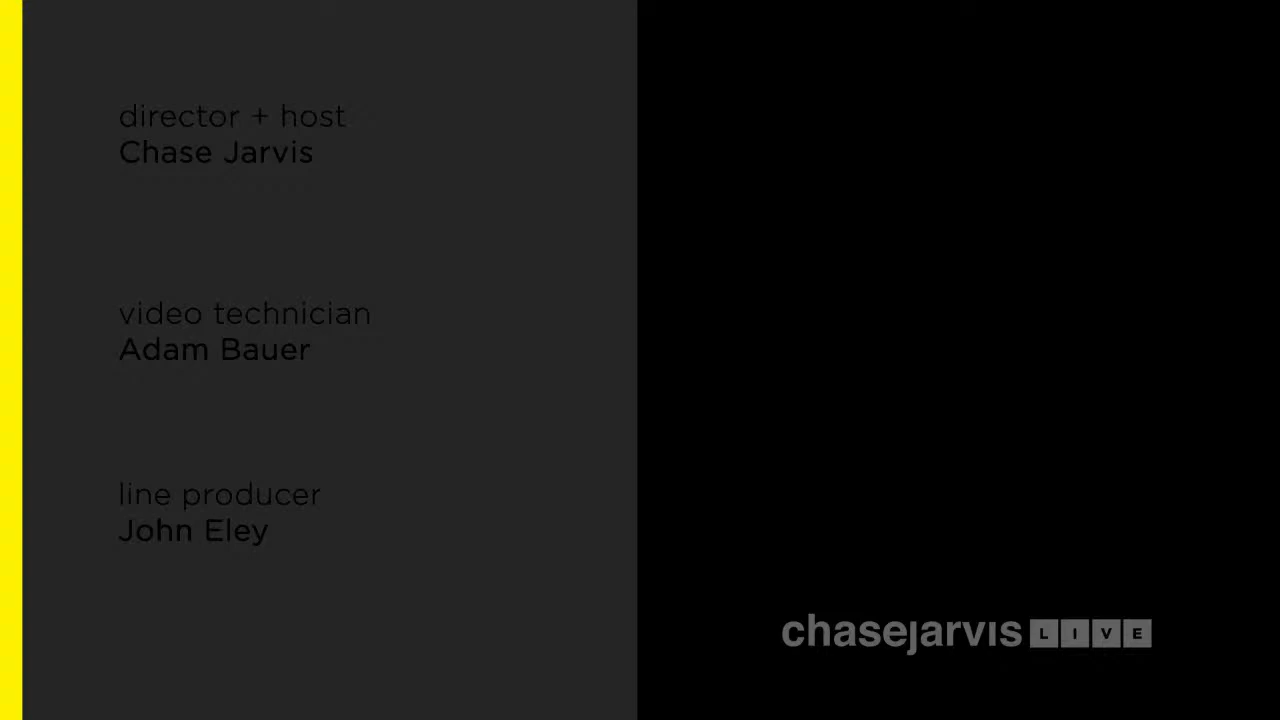 director + host
Chase Jarvis
video technician
Adam Bauer
line producer
John Eley
chasejarvis LIVE